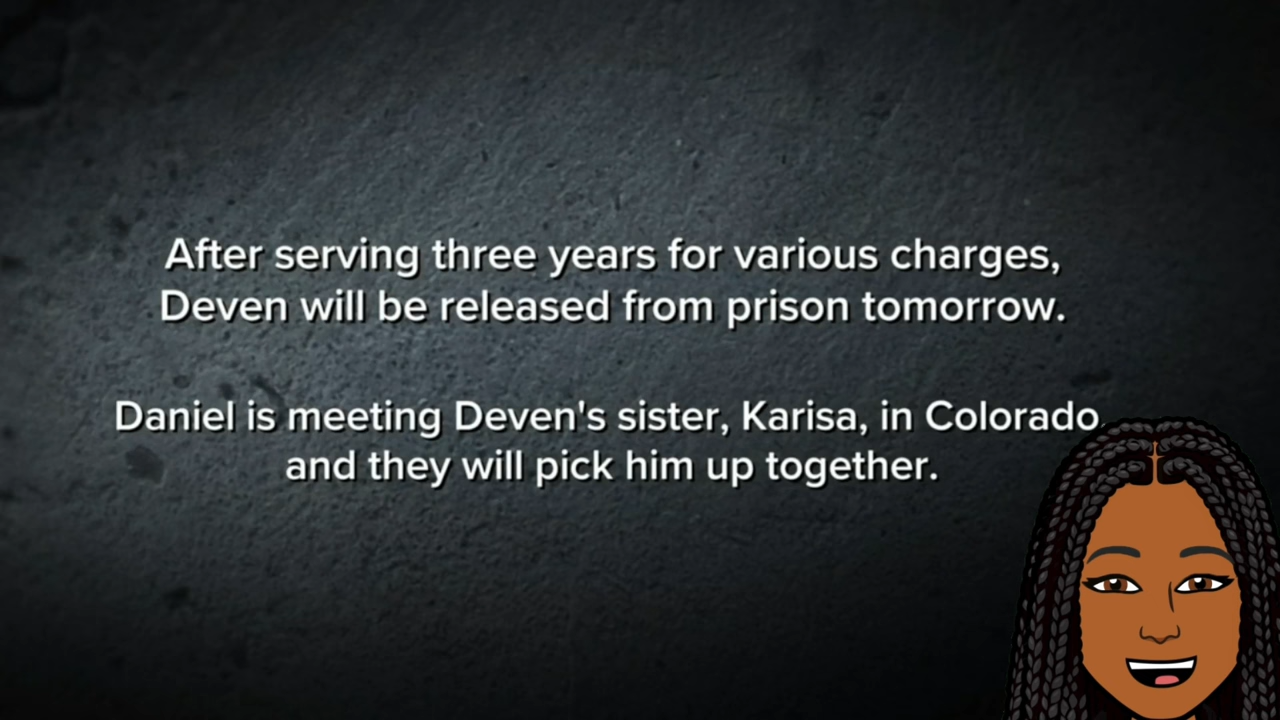 After serving three years for various charges,
Deven will be released from prison tomorrow.
Daniel is meeting Deven's sister, Karisa, in Colorado,
and they will pick him up together.